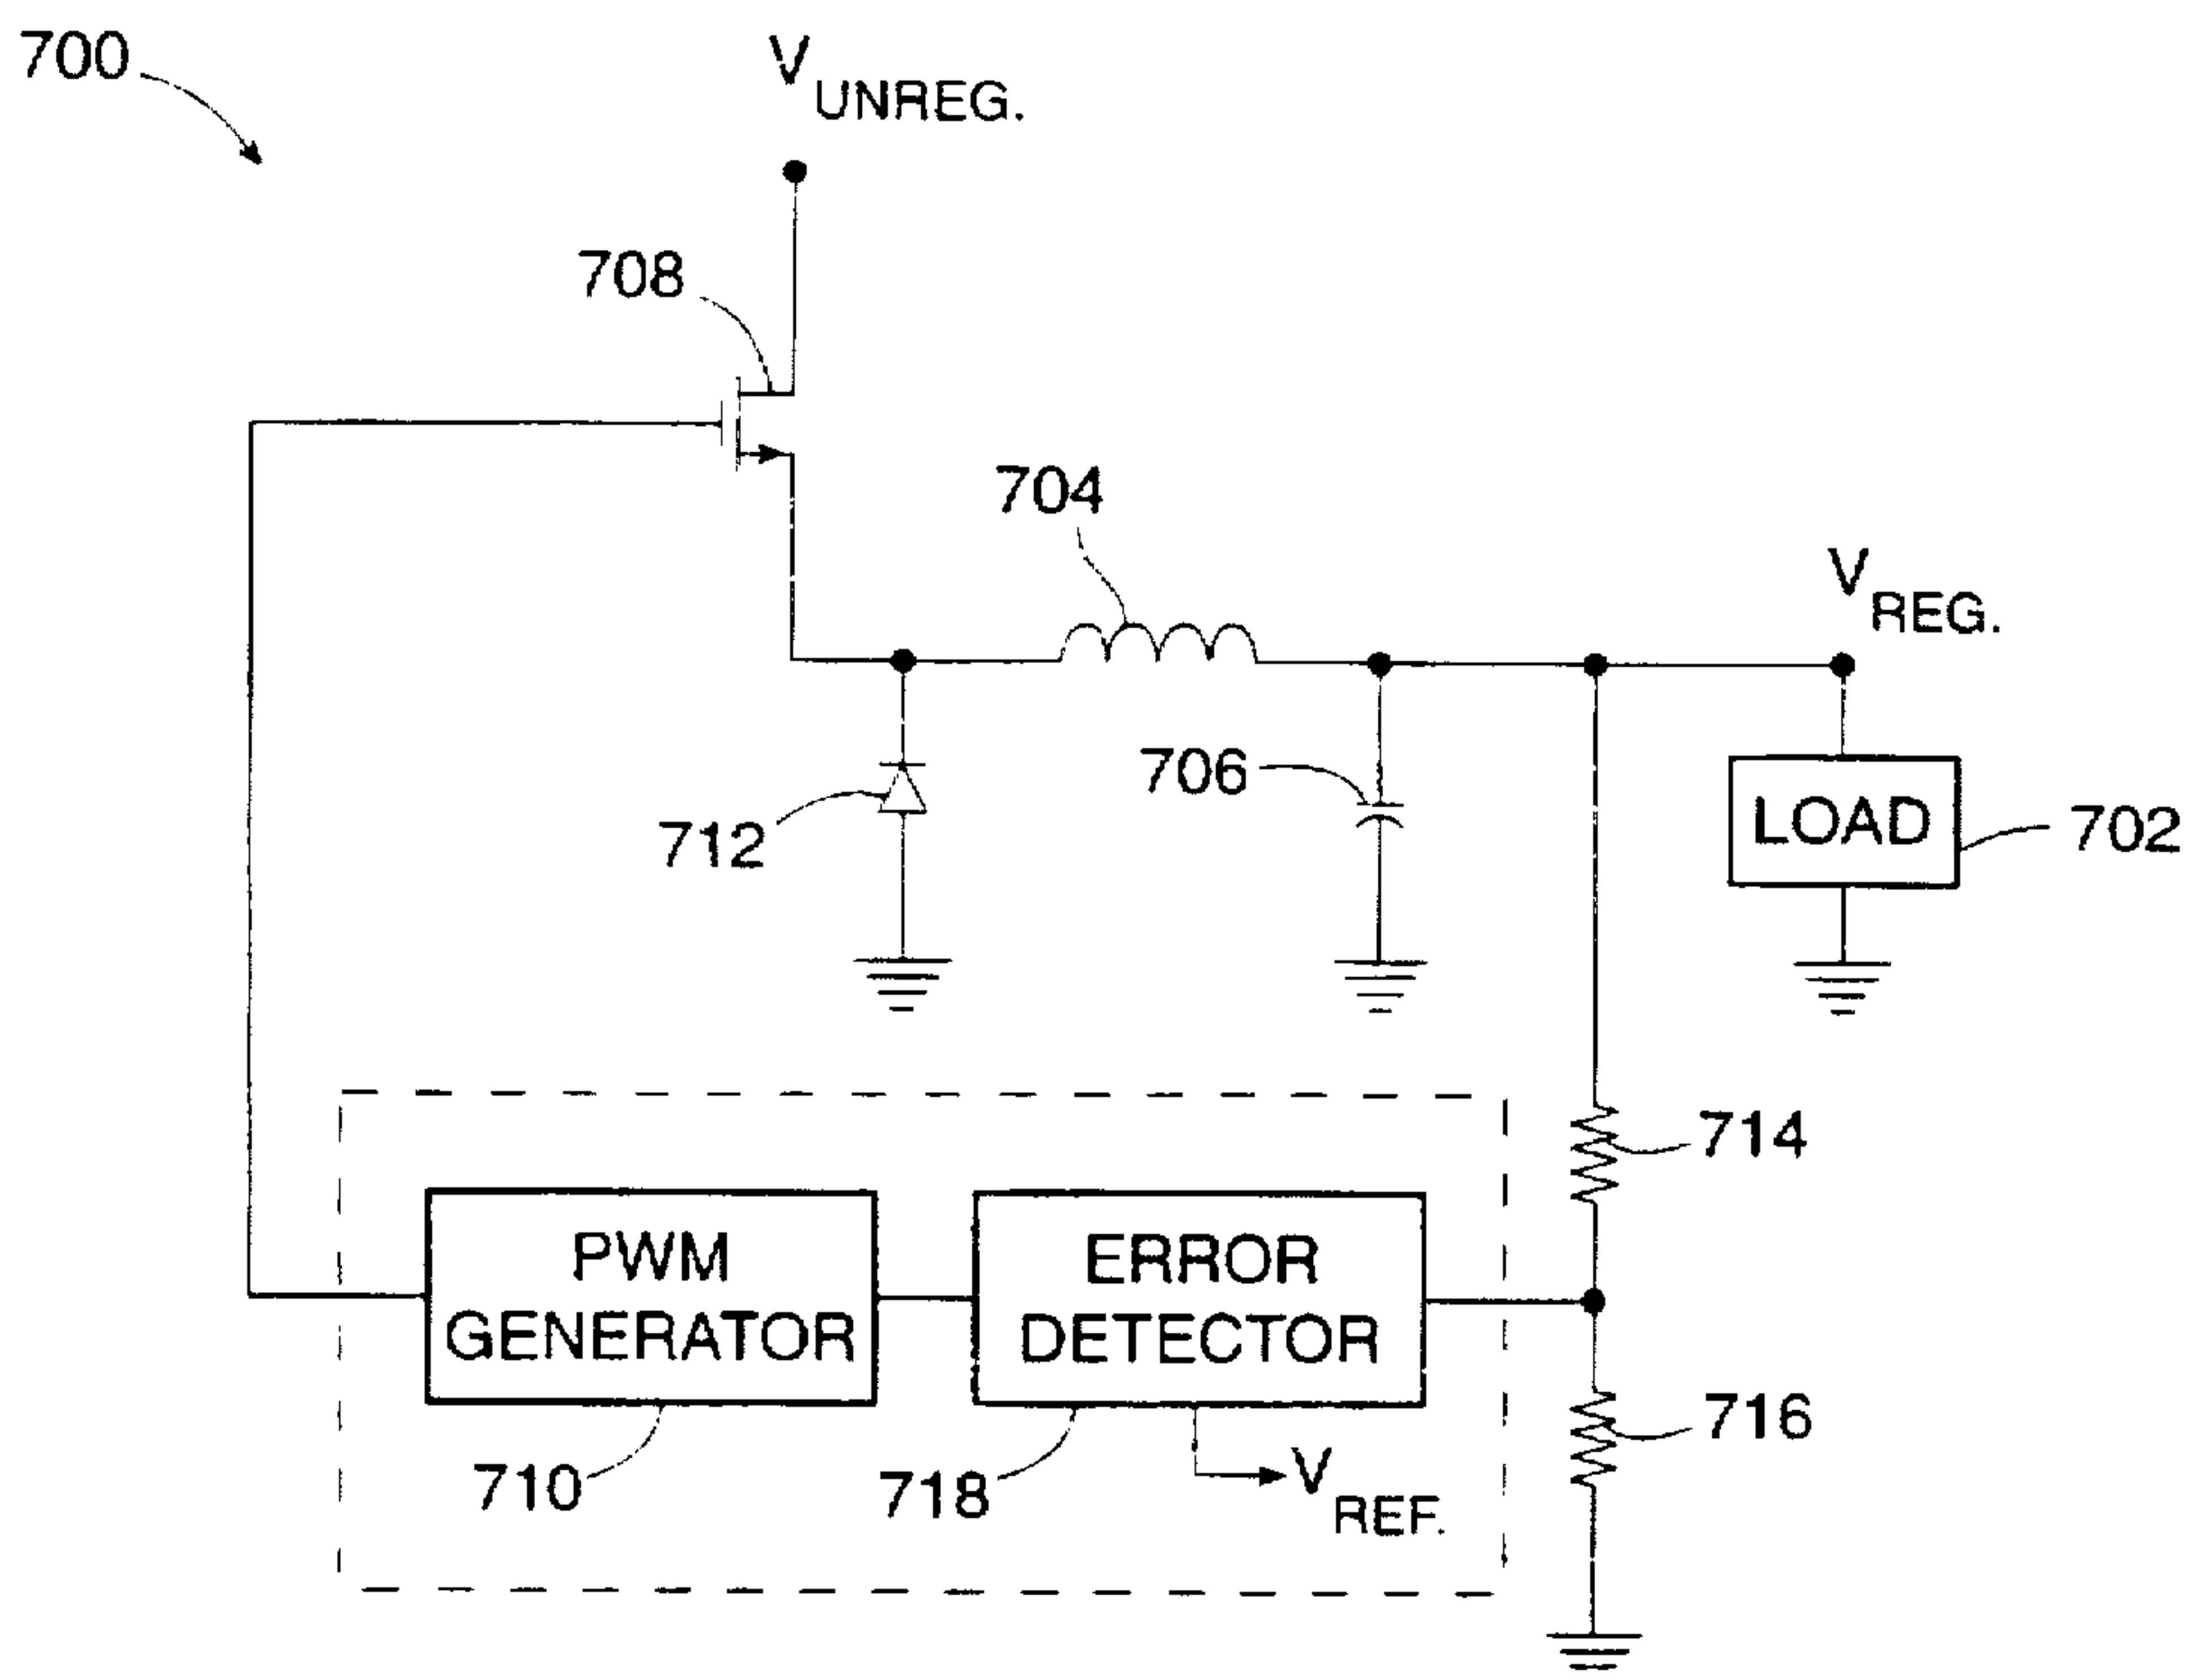 700
V UNREG.
708
704
V REG.
706
712
LOAD
702
714
PWM
GENERATOR
ERROR
DETECTOR
716
710
718
V REF.